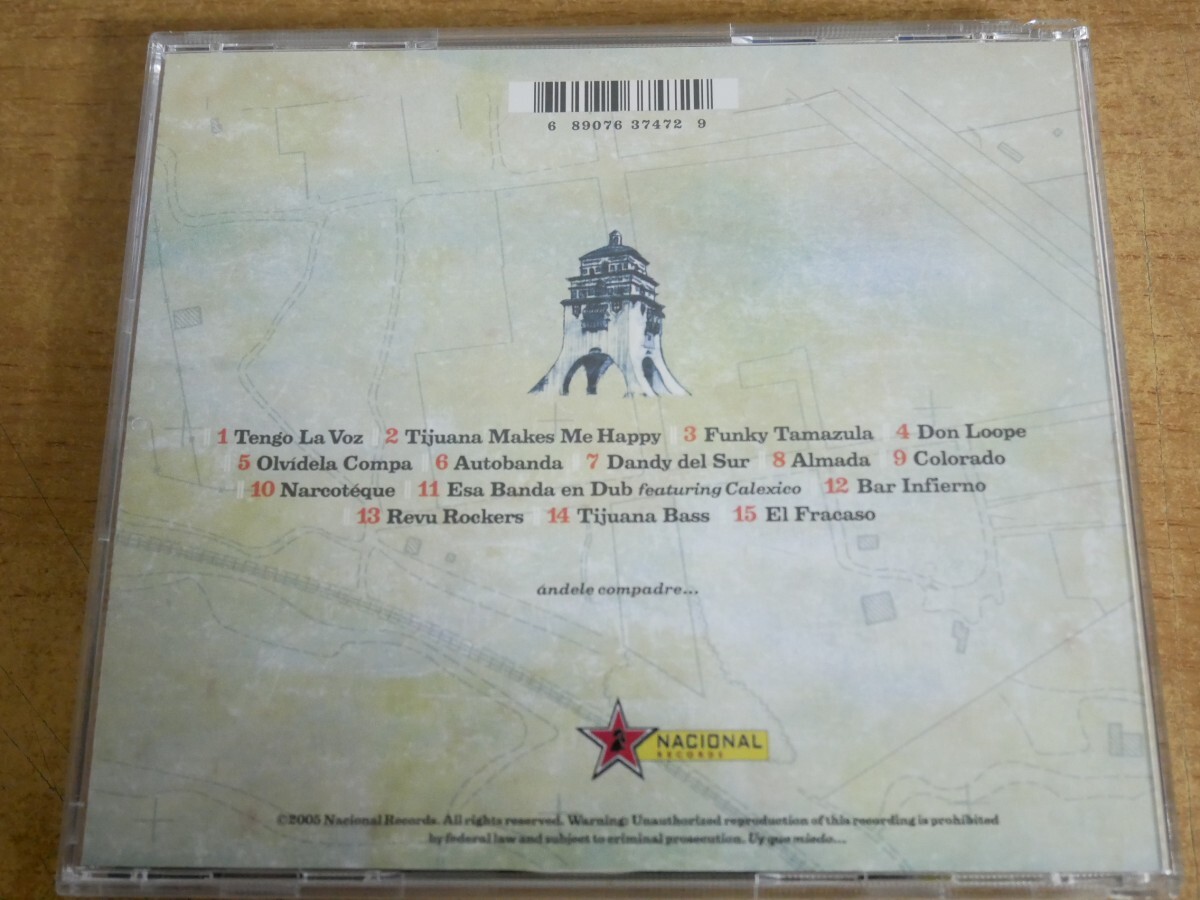 6 89076 37472 9
1 Tengo La Voz 2 Tijuana Makes Me Happy 3 Funky Tamazula 4 Don Loope
5 Olvídela Compa 6 Autobanda 7 Dandy del Sur 8 Almada 9 Colorado
10 Narcotéque 11 Esa Banda en Dub featuring Calexico 12 Bar Infierno
13 Revu Rockers 14 Tijuana Bass 15 El Fracaso
ándele compadre...
NACIONAL
RECORDS
©2005 Nacional Records. All rights reserved. Warning: Unauthorized reproduction of this recording is prohibited
by federal law and subject to criminal prosecution. Uy que miedo...